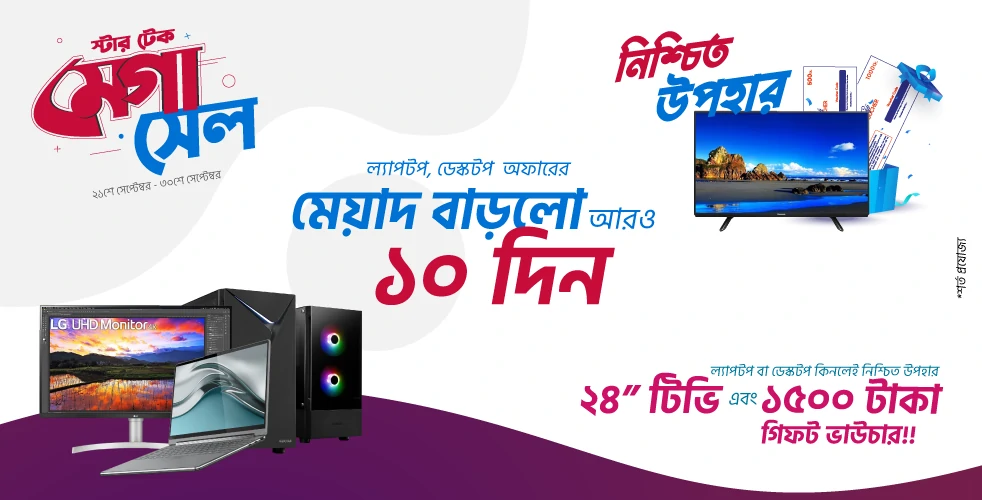 স্টার টেক
মেগা
সেল
২১শে সেপ্টেম্বর - ৩০শে সেপ্টেম্বর
নিশ্চিত
উপহার
ল্যাপটপ, ডেস্কটপ অফারের
মেয়াদ বাড়লো আরও
১০ দিন
*শর্ত প্রযোজ্য
LG UHD Monitor 4K
ল্যাপটপ বা ডেস্কটপ কিনলেই নিশ্চিত উপহার
২৪” টিভি এবং ১৫০০ টাকা
গিফট ভাউচার!!